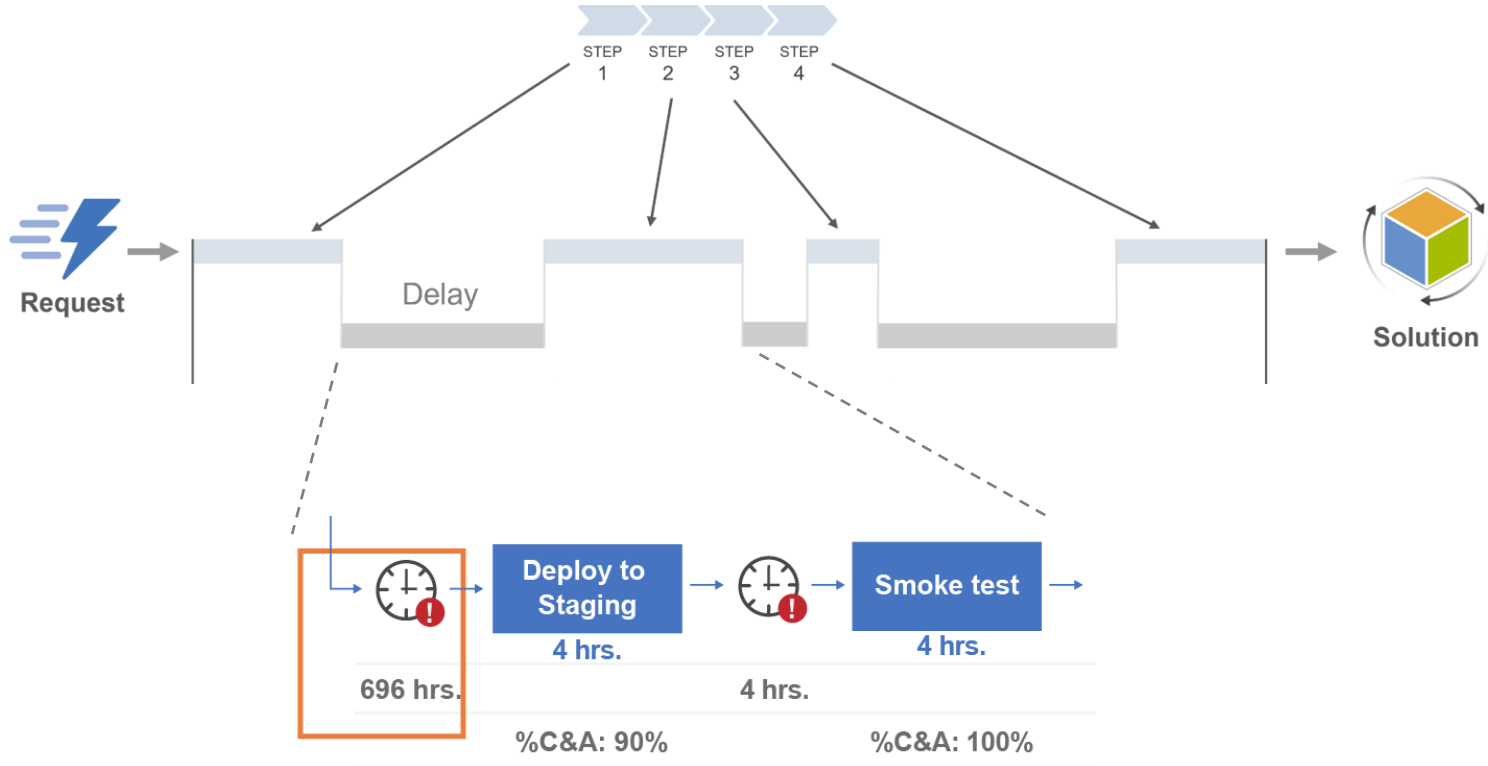 STEP
1
STEP
2
STEP
3
STEP
4
Request
Delay
Solution
Deploy to
Staging
4 hrs.
Smoke test
4 hrs.
696 hrs.
4 hrs.
%C&A: 90%
%C&A: 100%